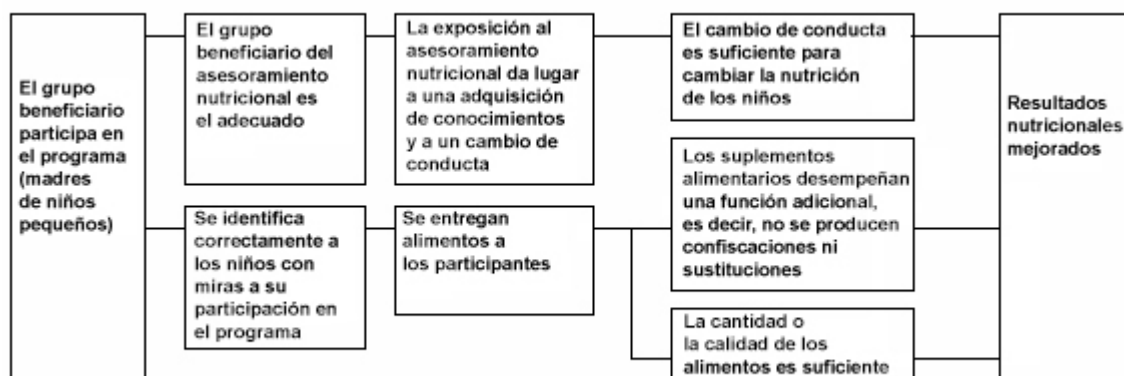 El grupo
beneficiario
participa en
el programa
(madres
de niños
pequeños)
El grupo
beneficiario del
asesoramiento
nutricional es
el adecuado
La exposición al
asesoramiento
nutricional da lugar
a una adquisición
de conocimientos
y a un cambio de
conducta
El cambio de conducta
es suficiente para
cambiar la nutrición
de los niños
Se identifica
correctamente a
los niños con
miras a su
participación en
el programa
Se entregan
alimentos a
los participantes
Los suplementos
alimentarios desempeñan
una función adicional,
es decir, no se producen
confiscaciones ni
sustituciones
La cantidad o
la calidad de los
alimentos es suficiente
Resultados
nutricionales
mejorados